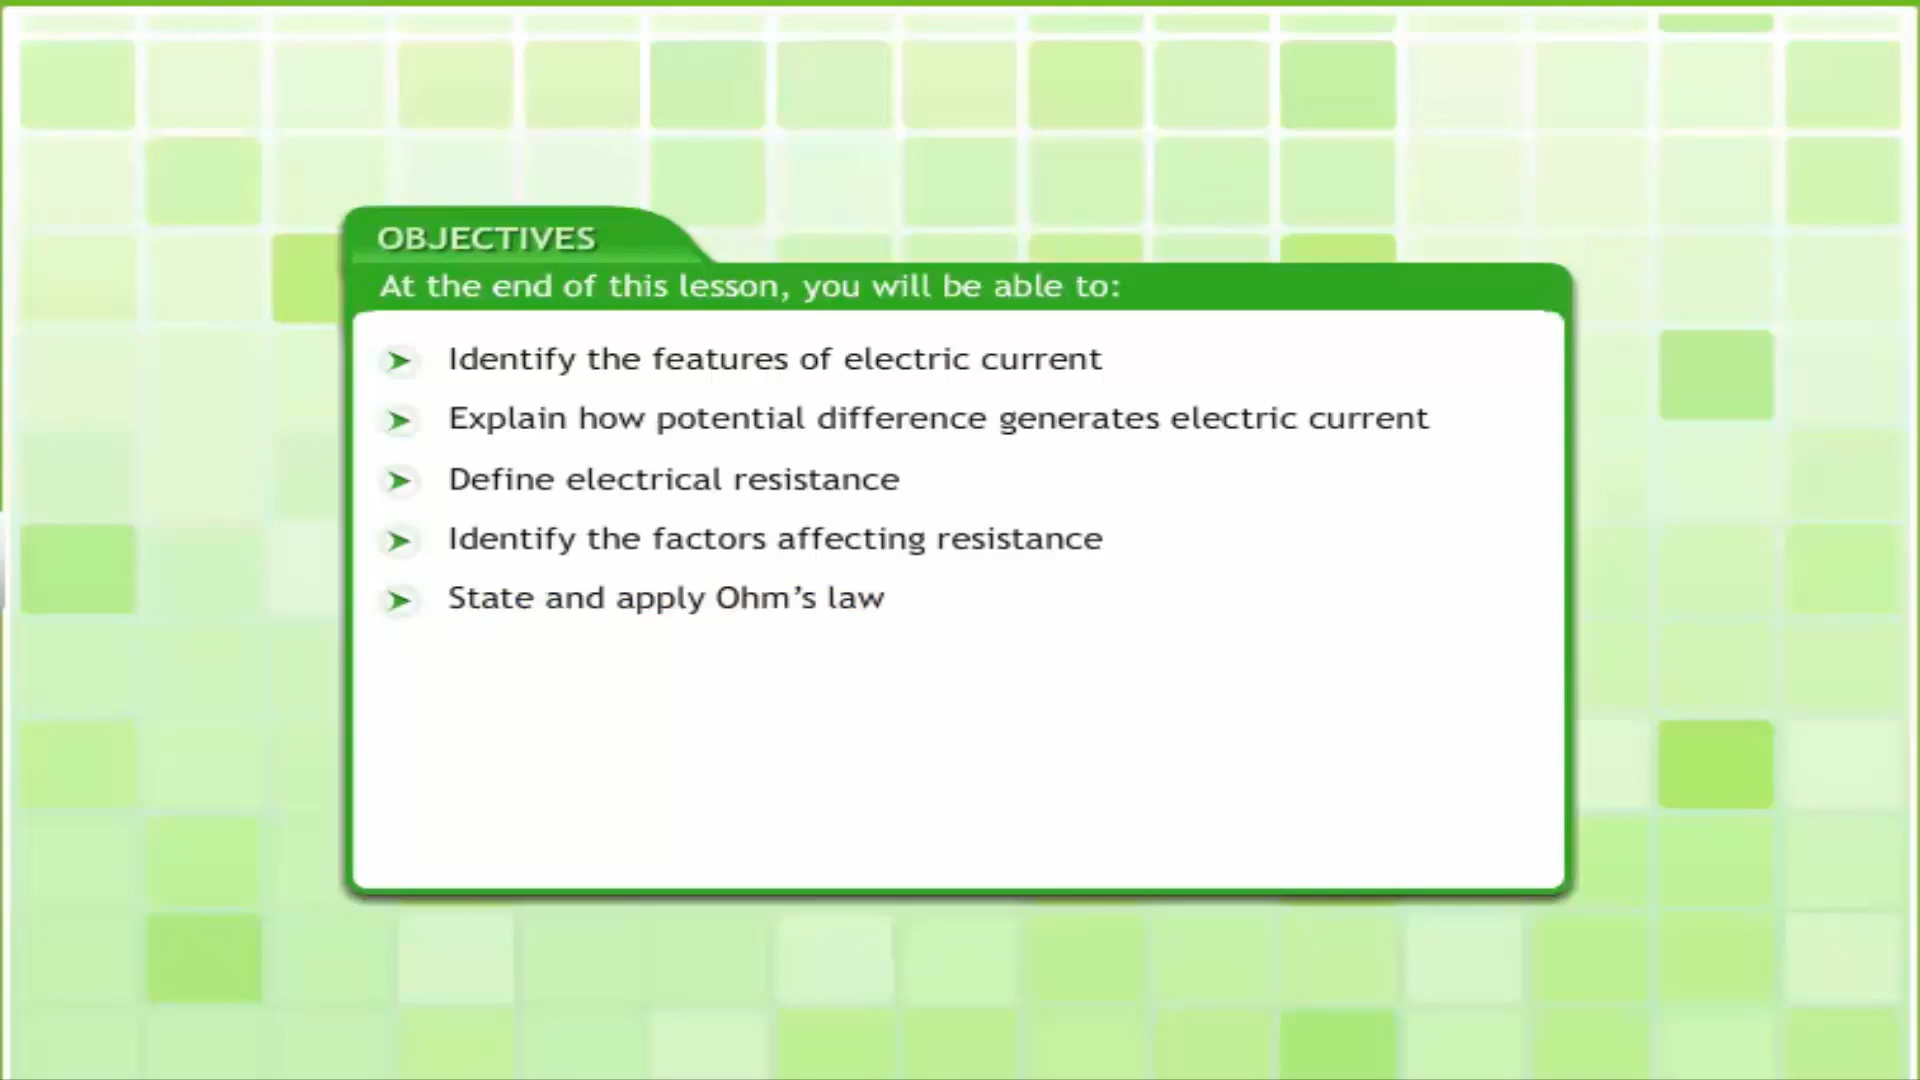 OBJECTIVES
At the end of this lesson, you will be able to:
Identify the features of electric current
Explain how potential difference generates electric current
Define electrical resistance
Identify the factors affecting resistance
State and apply Ohm’s law